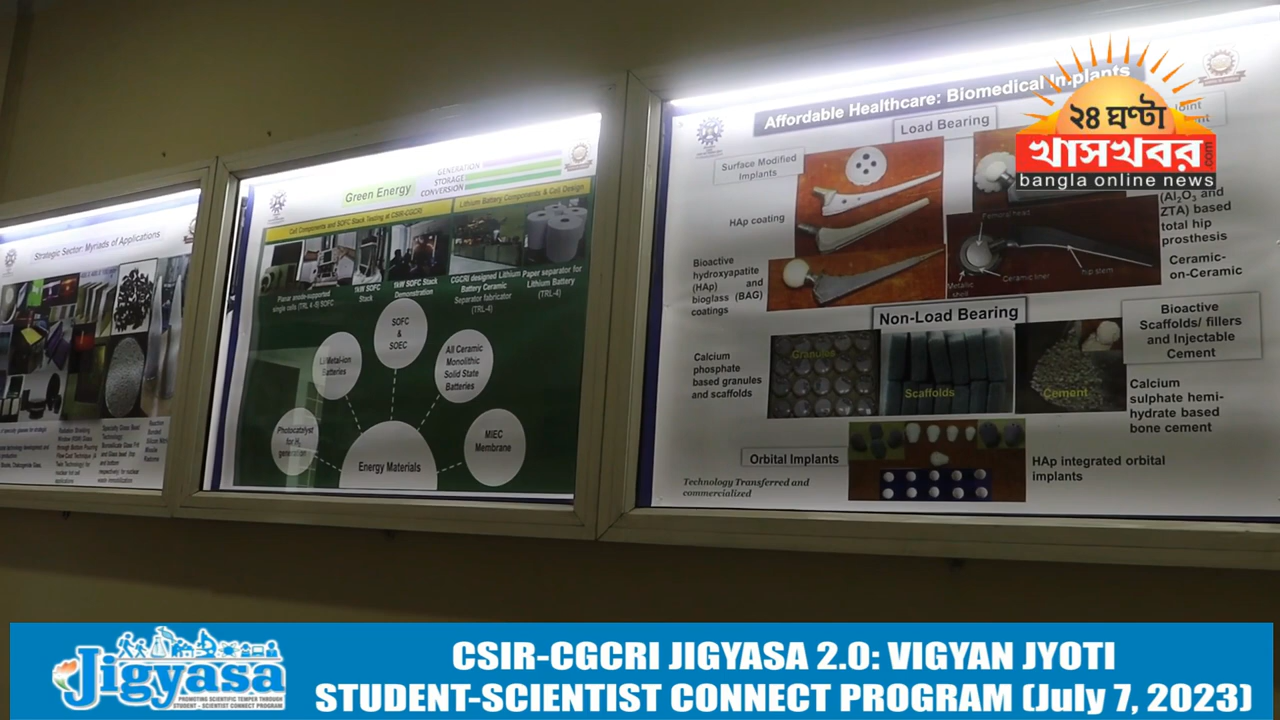 Strategic Sector: Myriads of Applications
Green Energy
GENERATION
STORAGE
CONVERSION
Cell Components and SOFC Stack Testing at CSIR-CGCRI
Lithium Battery Components & Cell Design
Planar anode-supported
single cells (TRL 4-6) SOFC
1kW SOFC
Stack
1kW SOFC Stack
Demonstration
CGCRI designed Lithium
Battery Ceramic
Separator fabricator
(TRL-4)
Paper separator for
Lithium Battery
(TRL-4)
SOFC
&
SOEC
Li/Metal-ion
Batteries
All Ceramic
Monolithic
Solid State
Batteries
Photocatalyst
for H2
generation
MIEC
Membrane
Energy Materials
Affordable Healthcare: Biomedical Implants
Load Bearing
Surface Modified
Implants
HAp coating
Bioactive
hydroxyapatite
(HAp) and
bioglass (BAG)
coatings
Femoral head
Metallic
shell
Ceramic liner
hip stem
(Al2O3 and
ZTA) based
total hip
prosthesis
Ceramic-
on-Ceramic
Non-Load Bearing
Bioactive
Scaffolds/ fillers
and Injectable
Cement
Calcium
phosphate
based granules
and scaffolds
Granules
Scaffolds
Cement
Calcium
sulphate hemi-
hydrate based
bone cement
Orbital Implants
HAp integrated orbital
implants
Technology Transferred and
commercialized
২৪ ঘণ্টা
খাসখবর.com
bangla online news
Jigyasa
PROMOTING SCIENTIFIC TEMPER THROUGH
STUDENT - SCIENTIST CONNECT PROGRAM
CSIR-CGCRI JIGYASA 2.0: VIGYAN JYOTI
STUDENT-SCIENTIST CONNECT PROGRAM (July 7, 2023)